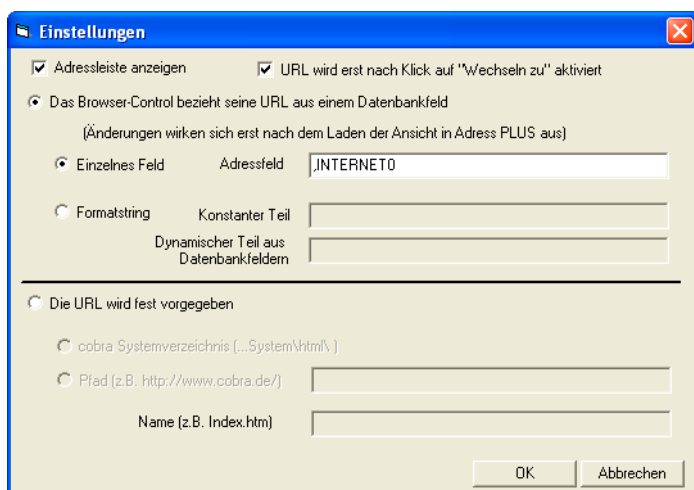 Einstellungen
Adressleiste anzeigen URL wird erst nach Klick auf "Wechseln zu" aktiviert
Das Browser-Control bezieht seine URL aus einem Datenbankfeld
(Änderungen wirken sich erst nach dem Laden der Ansicht in Adress PLUS aus)
Einzelnes Feld Adressfeld ,INTERNET0
Formatstring Konstanter Teil
Dynamischer Teil aus
Datenbankfeldern
Die URL wird fest vorgegeben
cobra Systemverzeichnis (...System\html\ )
Pfad (z.B. http://www.cobra.de/)
Name (z.B. Index.htm)
OK Abbrechen